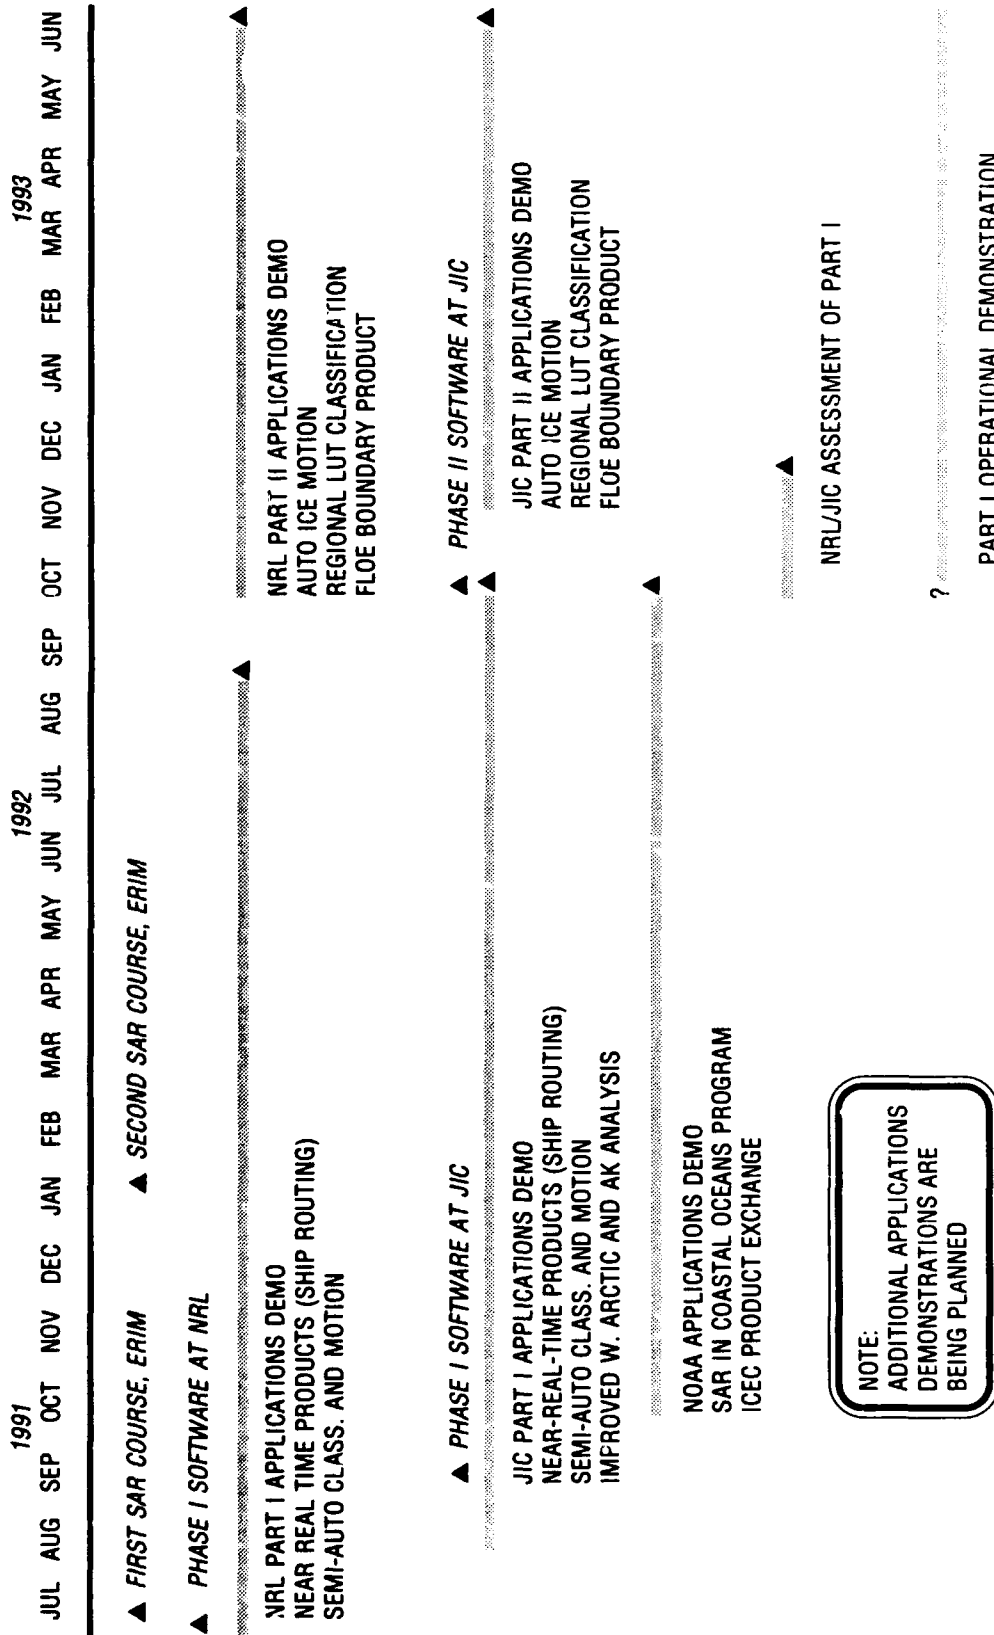 1991 1992 1993
JUL AUG SEP OCT NOV DEC JAN FEB MAR APR MAY JUN JUL AUG SEP OCT NOV DEC JAN FEB MAR APR MAY JUN
▲ FIRST SAR COURSE, ERIM ▲ SECOND SAR COURSE, ERIM
▲ PHASE I SOFTWARE AT NRL
NRL PART I APPLICATIONS DEMO
NEAR REAL TIME PRODUCTS (SHIP ROUTING)
SEMI-AUTO CLASS. AND MOTION
NRL PART II APPLICATIONS DEMO
AUTO ICE MOTION
REGIONAL LUT CLASSIFICATION
FLOE BOUNDARY PRODUCT
▲ PHASE I SOFTWARE AT JIC ▲ PHASE II SOFTWARE AT JIC
JIC PART I APPLICATIONS DEMO
NEAR-REAL-TIME PRODUCTS (SHIP ROUTING)
SEMI-AUTO CLASS. AND MOTION
IMPROVED W. ARCTIC AND AK ANALYSIS
JIC PART II APPLICATIONS DEMO
AUTO ICE MOTION
REGIONAL LUT CLASSIFICATION
FLOE BOUNDARY PRODUCT
NOAA APPLICATIONS DEMO
SAR IN COASTAL OCEANS PROGRAM
ICEC PRODUCT EXCHANGE
NRL/JIC ASSESSMENT OF PART I
NOTE:
ADDITIONAL APPLICATIONS
DEMONSTRATIONS ARE
BEING PLANNED
?
PART I OPERATIONAL DEMONSTRATION